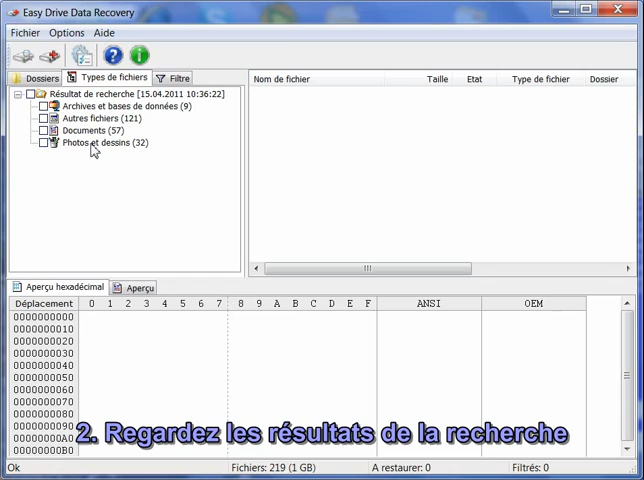 Easy Drive Data Recovery
Fichier Options Aide
Dossiers Types de fichiers Filtre
Résultat de recherche [15.04.2011 10:36:22]
Archives et bases de données (9)
Autres fichiers (121)
Documents (57)
Photos et dessins (32)
Nom de fichier Taille Etat Type de fichier Dossier
Aperçu hexadécimal Aperçu
Déplacement 0 1 2 3 4 5 6 7 8 9 A B C D E F ANSI OEM
0000000000
0000000010
0000000020
0000000030
0000000040
0000000050
0000000060
0000000070
0000000080
0000000090
00000000A0
00000000B0
2. Regardez les résultats de la recherche
Ok Fichiers: 219 (1 GB) A restaurer: 0 Filtrés: 0